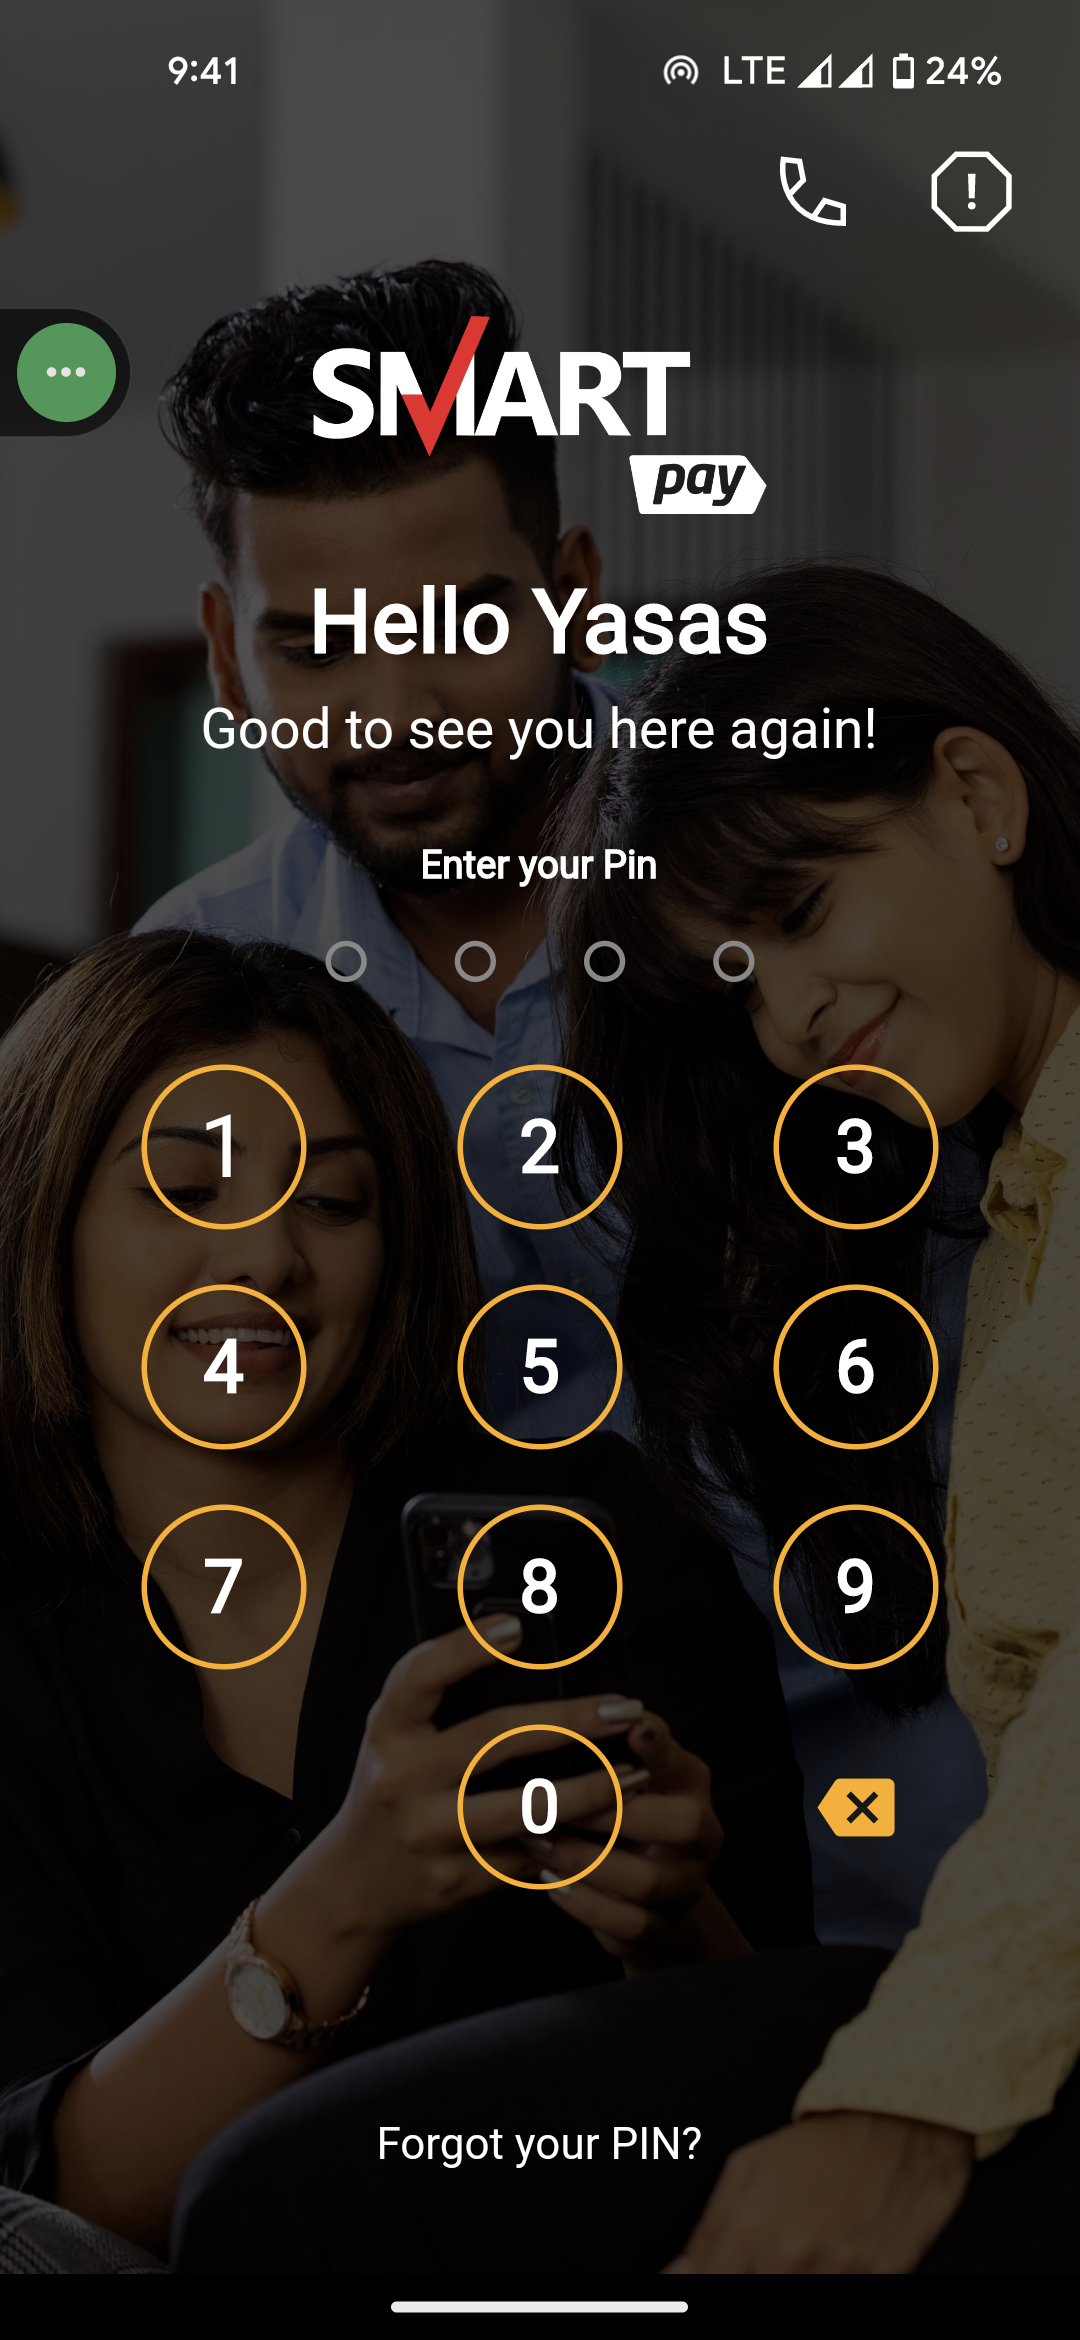 9:41 LTE 24%
SMART
pay
Hello Yasas
Good to see you here again!
Enter your Pin
1 2 3
4 5 6
7 8 9
0
Forgot your PIN?